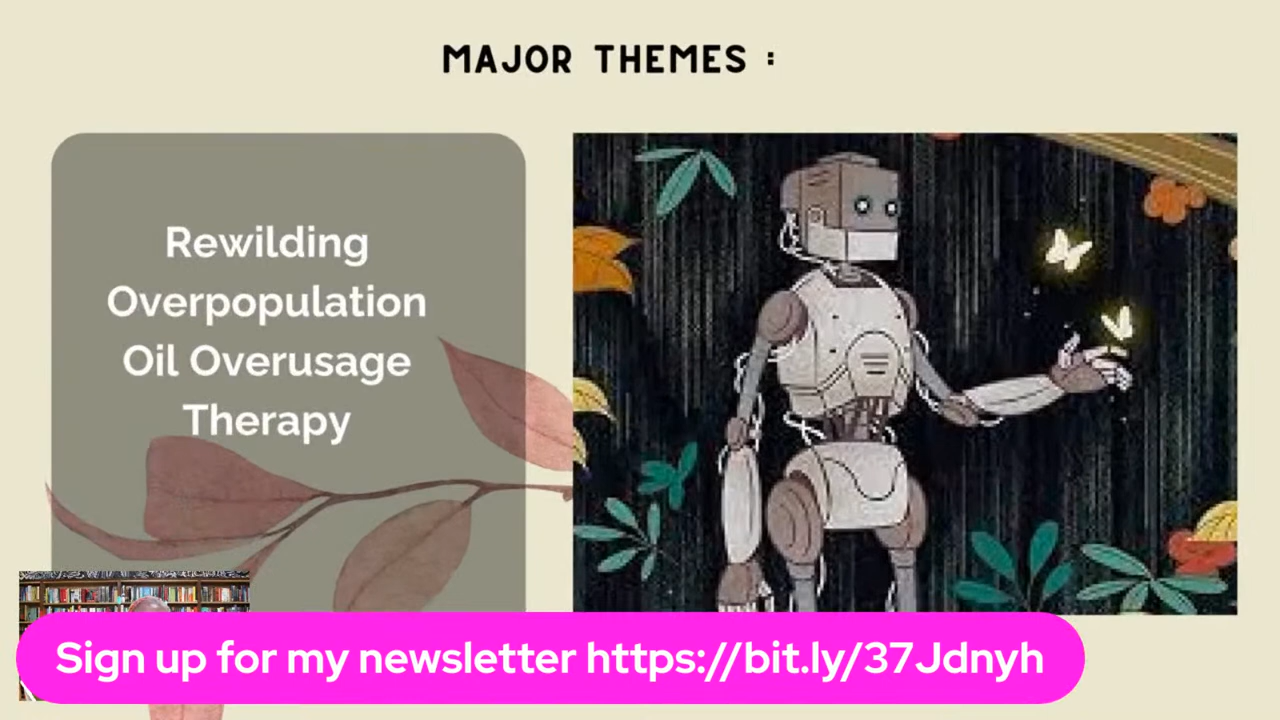 MAJOR THEMES :
Rewilding
Overpopulation
Oil Overusage
Therapy
Sign up for my newsletter https://bit.ly/37Jdnyh